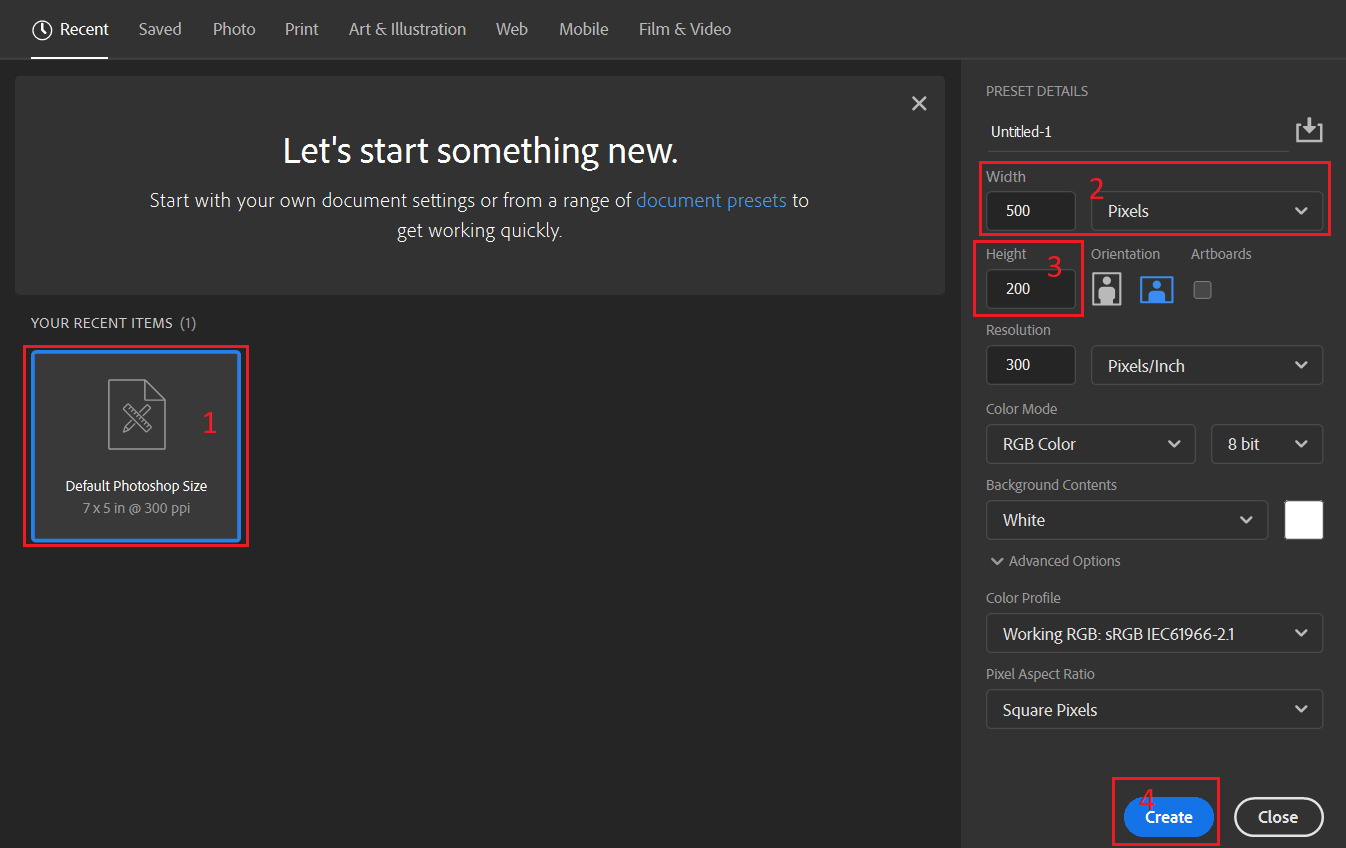 Recent Saved Photo Print Art & Illustration Web Mobile Film & Video
Let's start something new.
Start with your own document settings or from a range of document presets to
get working quickly.
YOUR RECENT ITEMS (1)
1
Default Photoshop Size
7 x 5 in @ 300 ppi
PRESET DETAILS
Untitled-1
Width
2
500 Pixels
Height 3 Orientation Artboards
200
Resolution
300 Pixels/Inch
Color Mode
RGB Color 8 bit
Background Contents
White
Advanced Options
Color Profile
Working RGB: sRGB IEC61966-2.1
Pixel Aspect Ratio
Square Pixels
4
Create Close